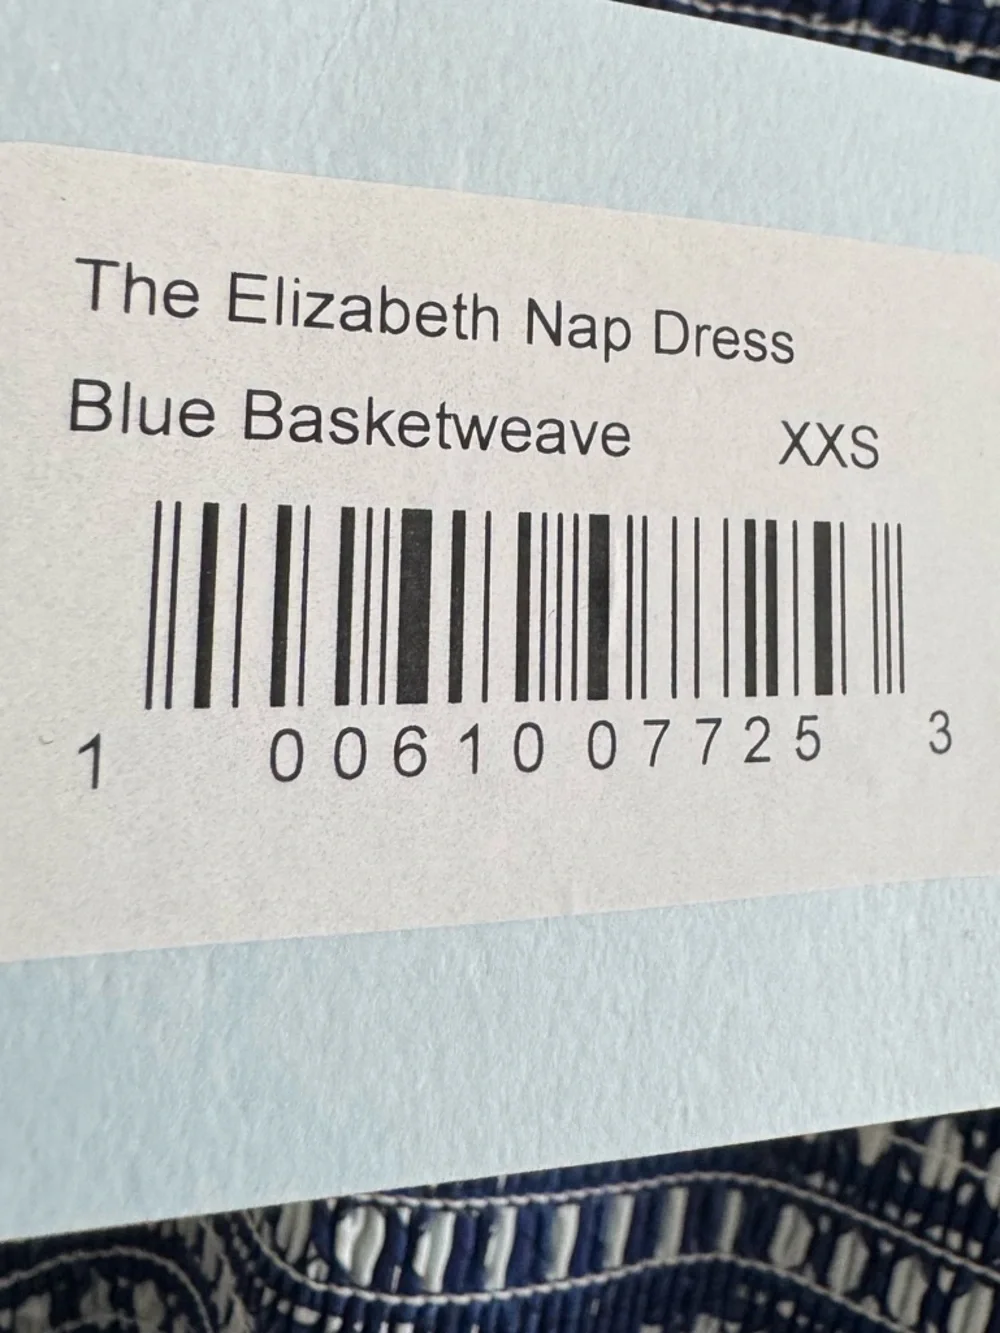 The Elizabeth Nap Dress
Blue Basketweave XXS
1 00610 07725 3